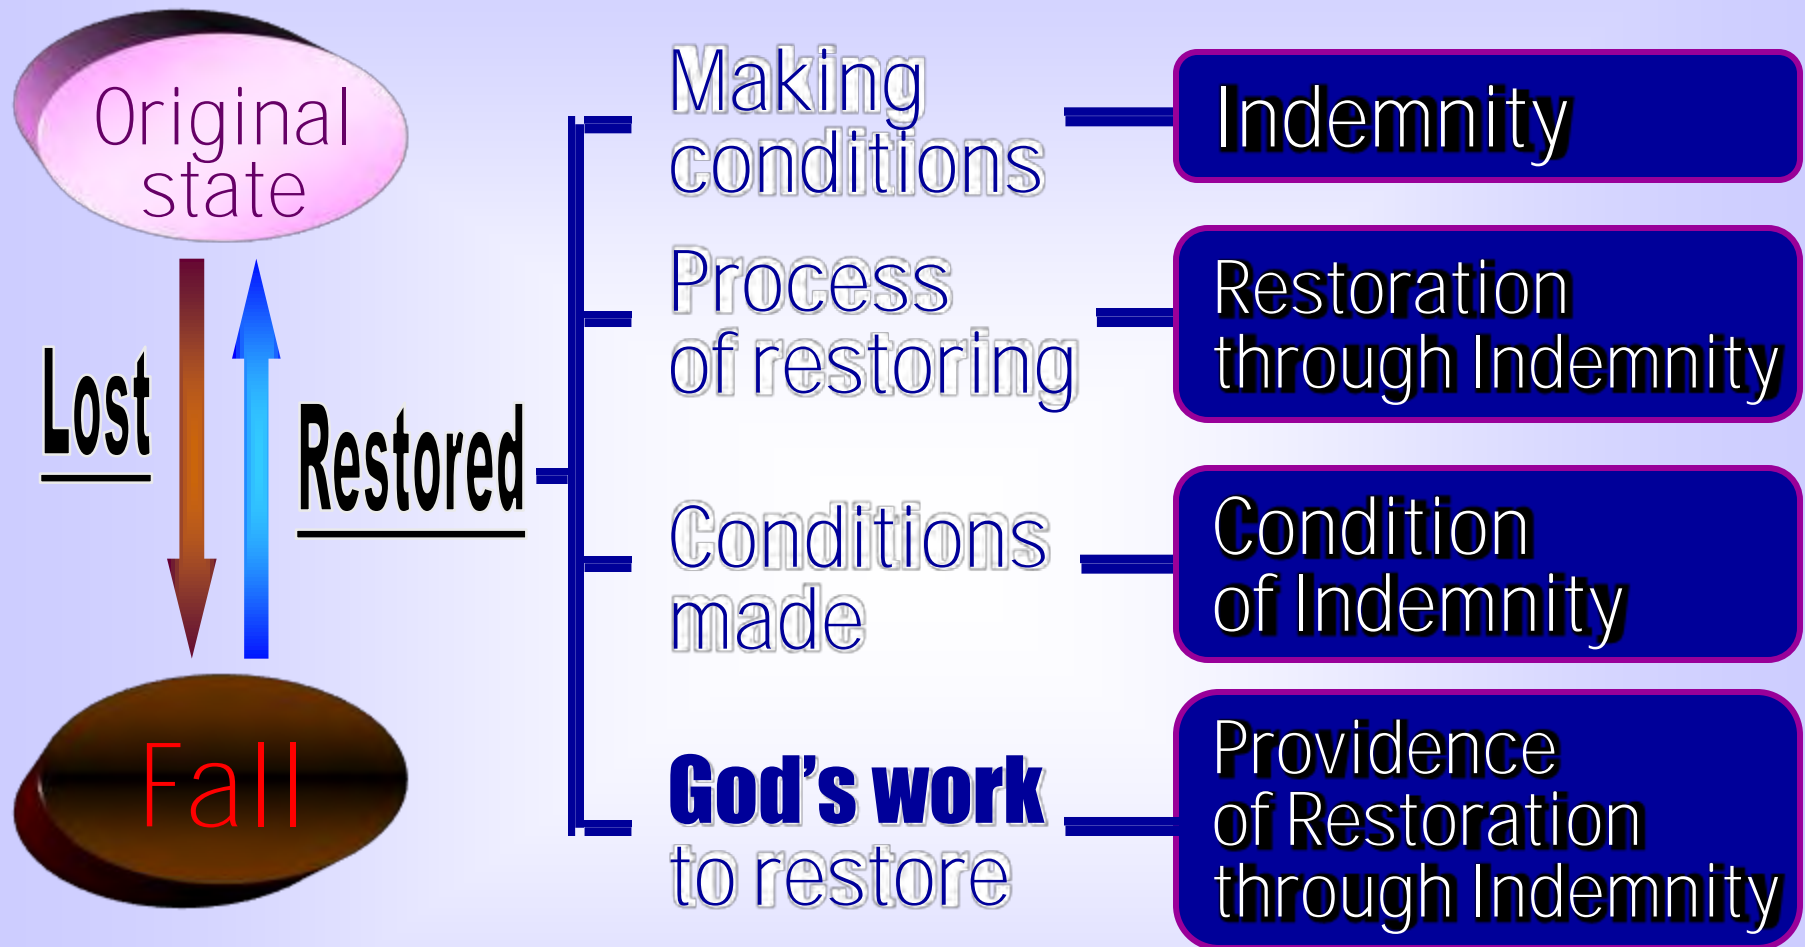 Original
state
Lost
Restored
Fall
Making
conditions
Indemnity
Process
of restoring
Restoration
through Indemnity
Conditions
made
Condition
of Indemnity
God's work
to restore
Providence
of Restoration
through Indemnity